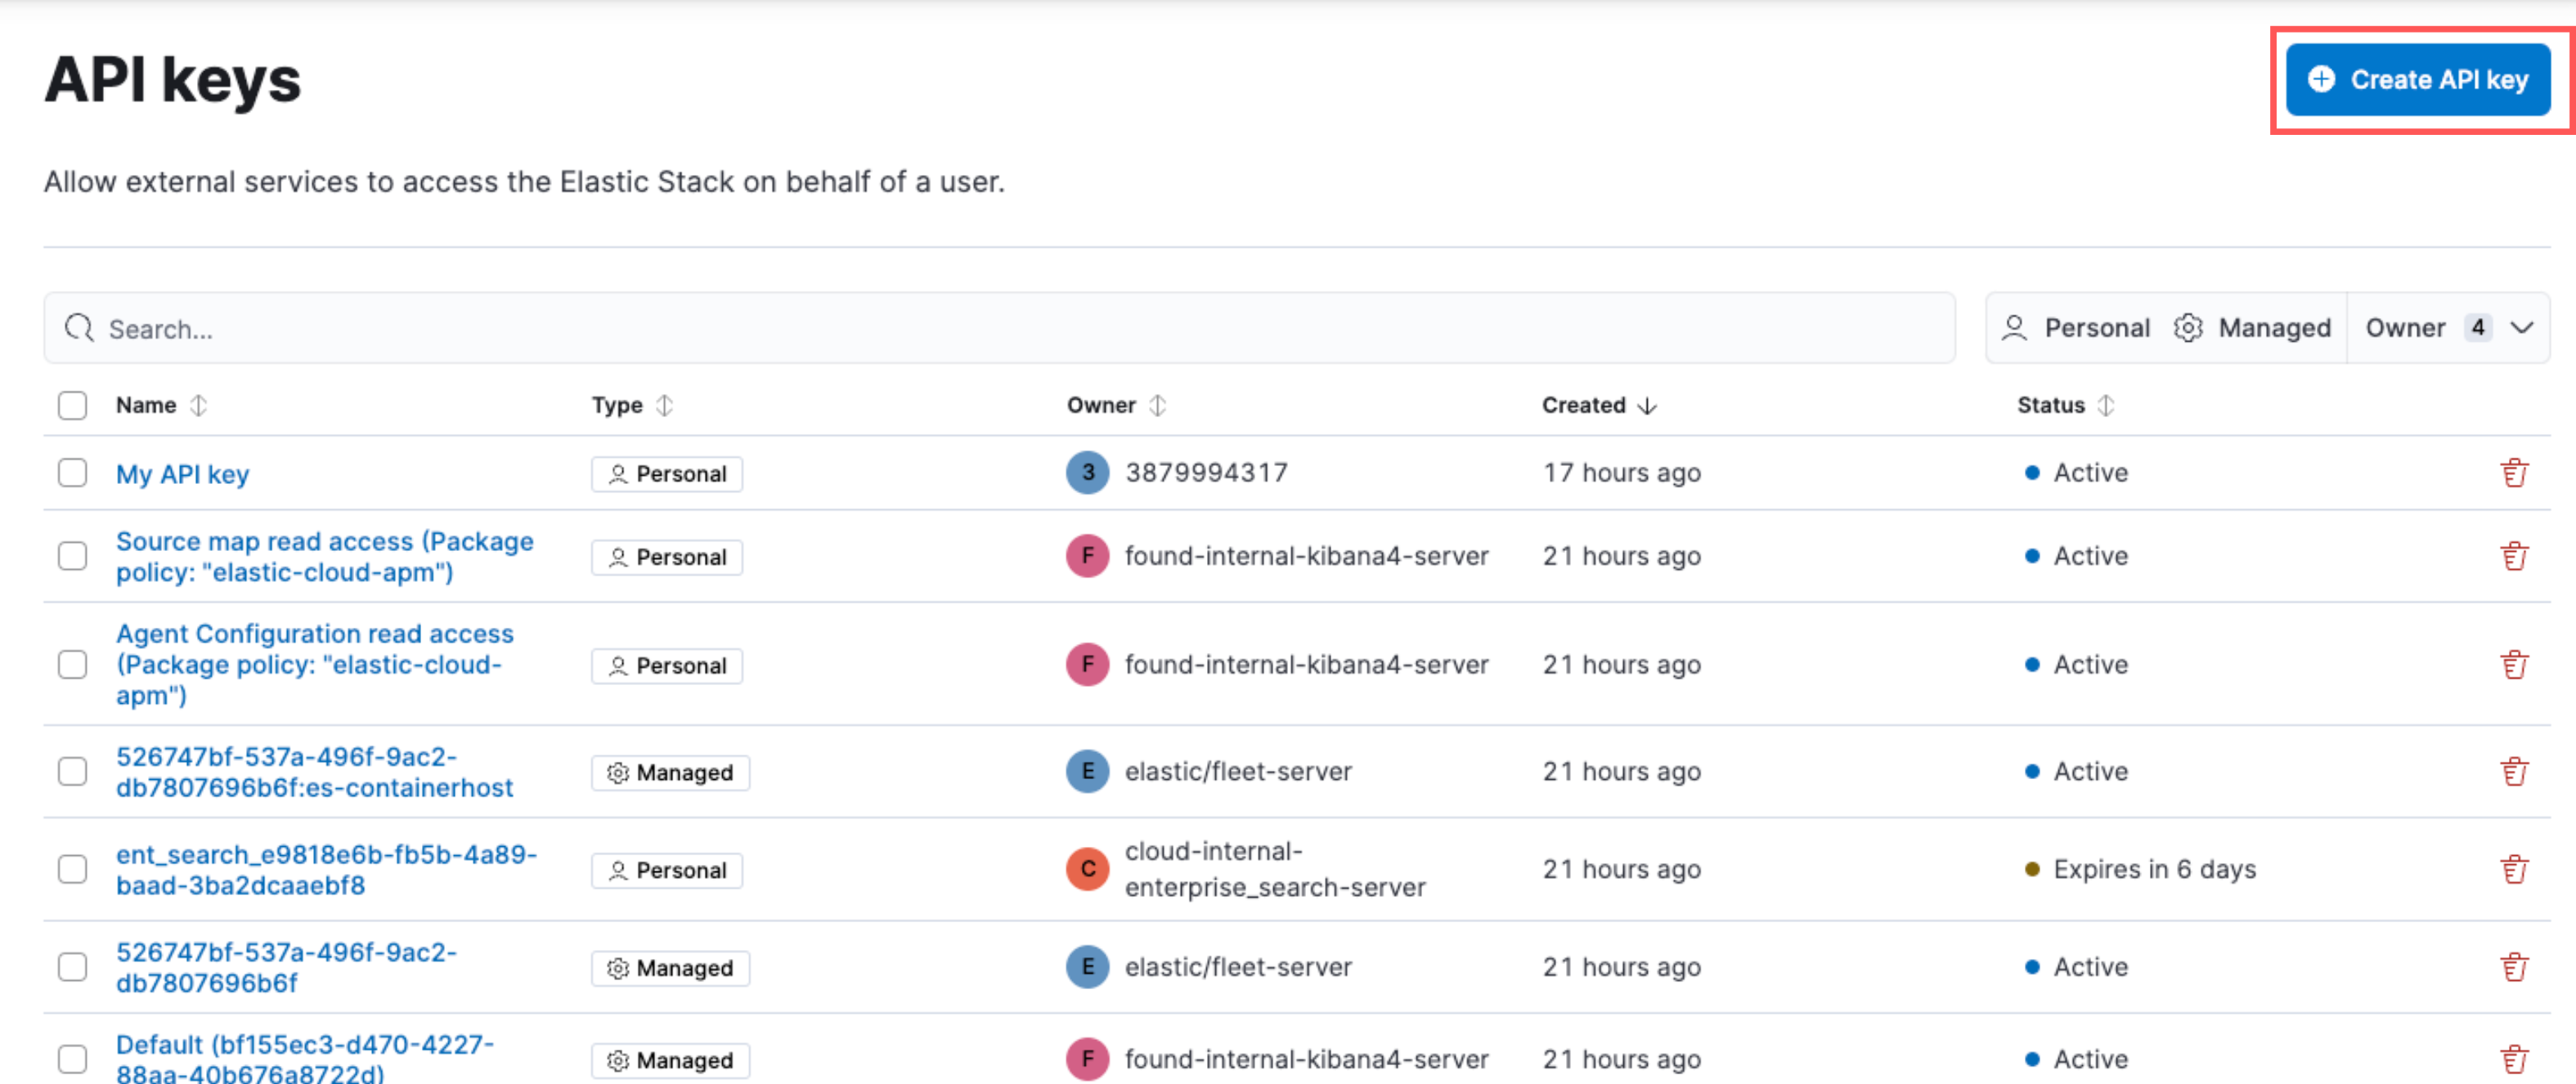 API keys
Create API key
Allow external services to access the Elastic Stack on behalf of a user.
Search...
Personal Managed Owner 4
Name Type Owner Created Status
My API key Personal 3 3879994317 17 hours ago Active
Source map read access (Package
policy: "elastic-cloud-apm") Personal F found-internal-kibana4-server 21 hours ago Active
Agent Configuration read access
(Package policy: "elastic-cloud- Personal F found-internal-kibana4-server 21 hours ago Active
apm")
526747bf-537a-496f-9ac2-
db7807696b6f:es-containerhost Managed E elastic/fleet-server 21 hours ago Active
ent_search_e9818e6b-fb5b-4a89-
baad-3ba2dcaaebf8 Personal C cloud-internal-
enterprise_search-server 21 hours ago Expires in 6 days
526747bf-537a-496f-9ac2-
db7807696b6f Managed E elastic/fleet-server 21 hours ago Active
Default (bf155ec3-d470-4227-
88aa-40b676a8722d) Managed F found-internal-kibana4-server 21 hours ago Active